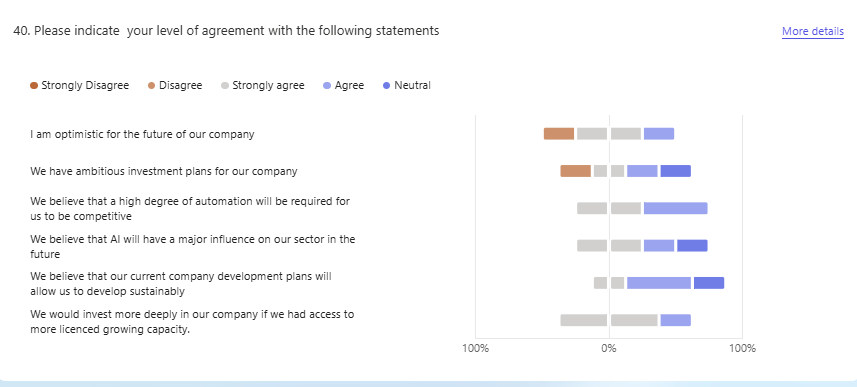 40. Please indicate  your level of agreement with the following statements
More details
Strongly Disagree
Disagree
Strongly agree
Agree
Neutral
I am optimistic for the future of our company
We have ambitious investment plans for our company
We believe that a high degree of automation will be required for
us to be competitive
We believe that AI will have a major influence on our sector in the
future
We believe that our current company development plans will
allow us to develop sustainably
We would invest more deeply in our company if we had access to
more licenced growing capacity.
100%
0%
100%